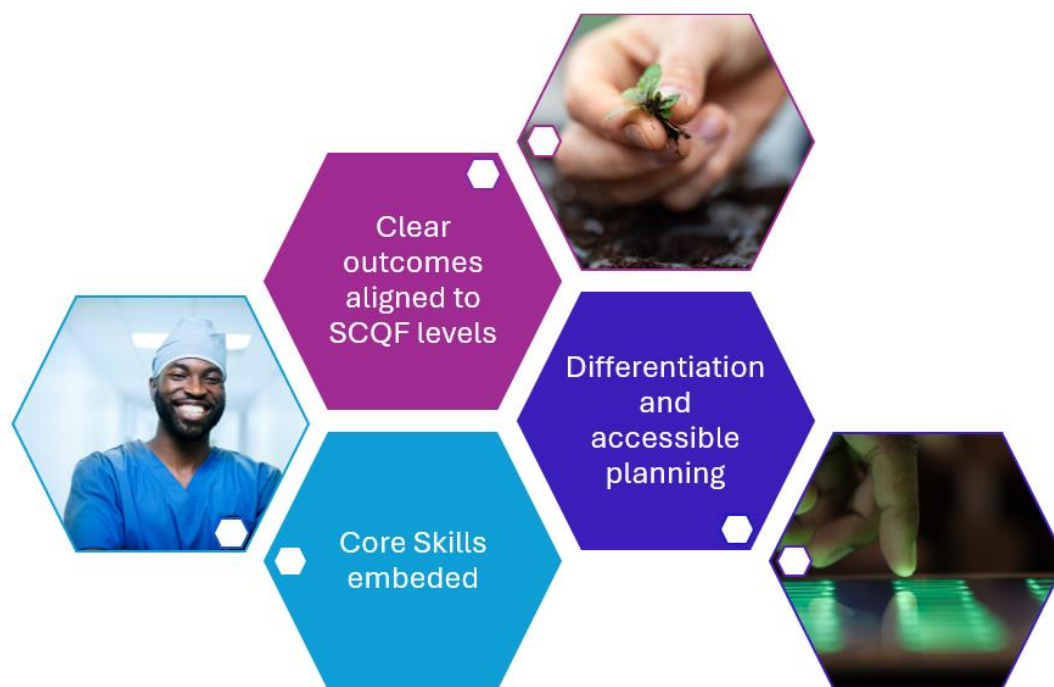 Clear
outcomes
aligned to
SCQF levels
Differentiation
and
accessible
planning
Core Skills
embeded